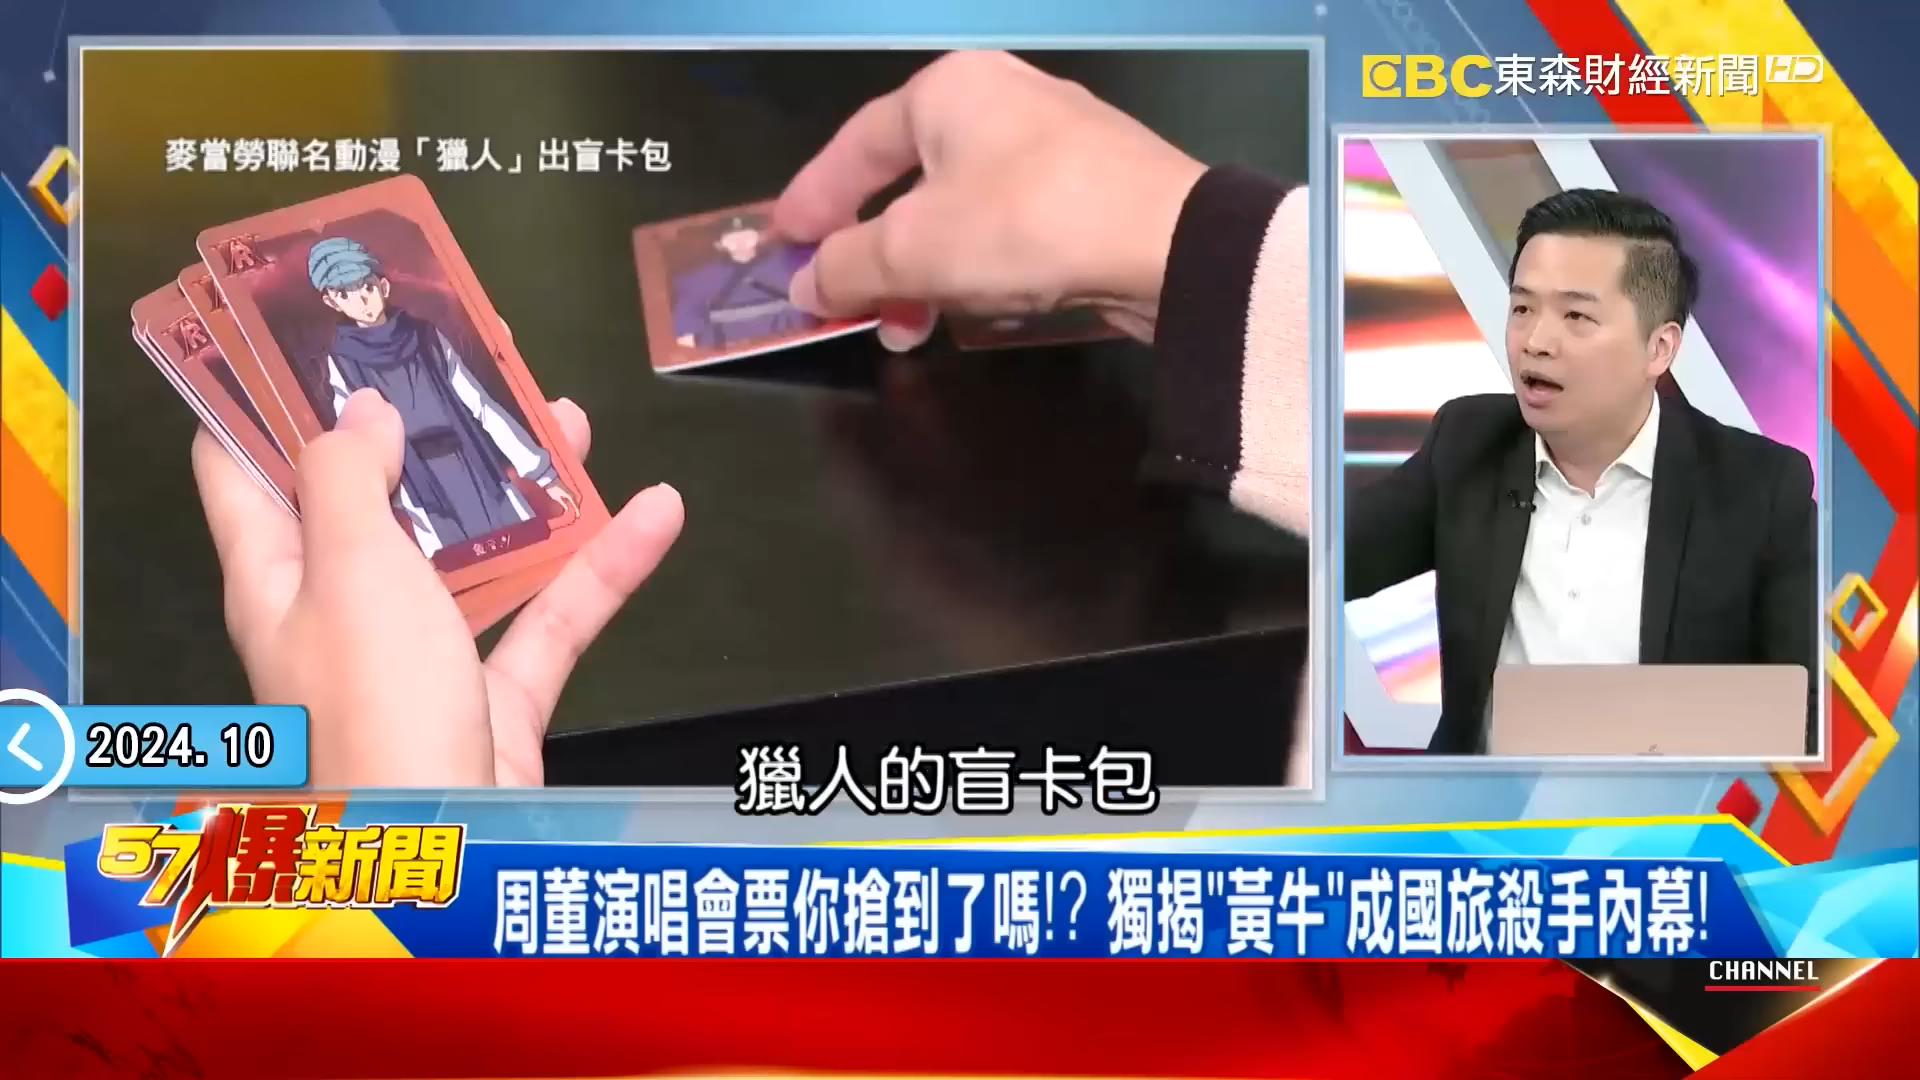 EBC東森財經新聞HD
麥當勞聯名動漫「獵人」出盲卡包
2024.10
獵人的盲卡包
57爆新聞
周董演唱會票你搶到了嗎!? 獨揭"黃牛"成國旅殺手內幕!
CHANNEL